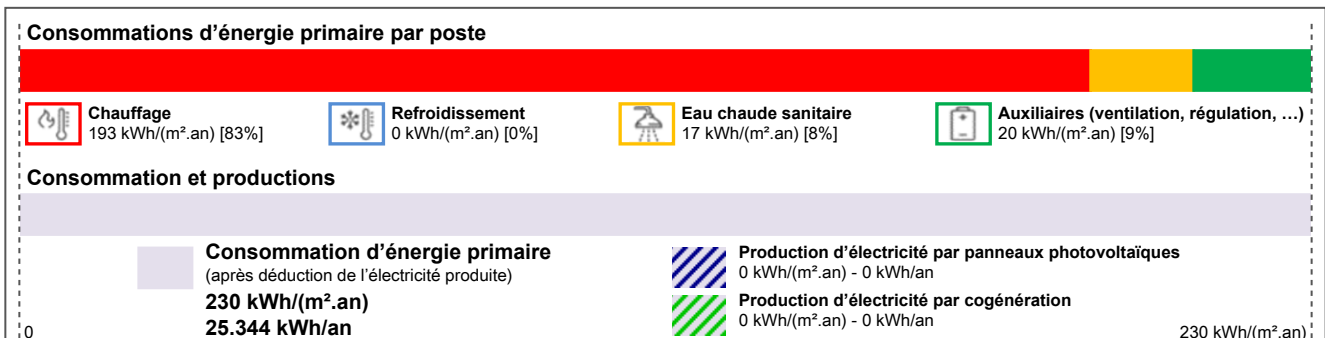 Consommations d’énergie primaire par poste
Chauffage
193 kWh/(m².an) [83%]
Refroidissement
0 kWh/(m².an) [0%]
Eau chaude sanitaire
17 kWh/(m².an) [8%]
Auxiliaires (ventilation, régulation, …)
20 kWh/(m².an) [9%]
Consommation et productions
Consommation d’énergie primaire
(après déduction de l’électricité produite)
230 kWh/(m².an)
25.344 kWh/an
Production d’électricité par panneaux photovoltaïques
0 kWh/(m².an) - 0 kWh/an
Production d’électricité par cogénération
0 kWh/(m².an) - 0 kWh/an
0
230 kWh/(m².an)